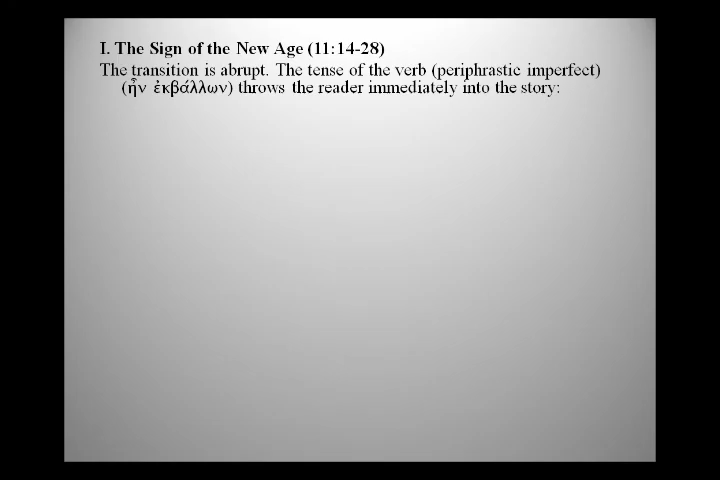 I. The Sign of the New Age (11:14-28)
The transition is abrupt. The tense of the verb (periphrastic imperfect)
(ἦν ἐκβάλλων) throws the reader immediately into the story: